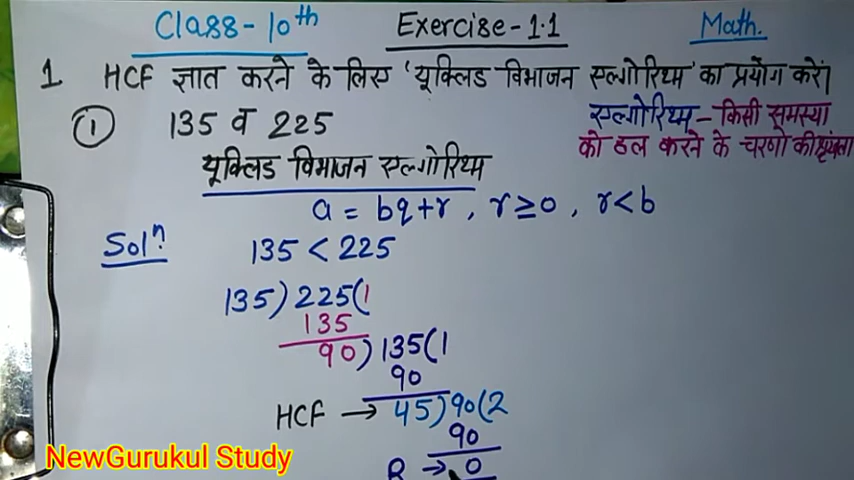 Class-10th Exercise-1.1 Math.
1 HCF ज्ञात करने के लिए 'यूक्लिड विभाजन एल्गोरिथ्म' का प्रयोग करें।
(1) 135 व 225
एल्गोरिथ्म - किसी समस्या
को हल करने के चरणों की श्रृंखला
यूक्लिड विभाजन एल्गोरिथ्म
a = bq+r, r≥0, r<b
Solⁿ 135 < 225
135) 225(1
135
90) 135(1
90
HCF → 45) 90(2
90
R → 0
NewGurukul Study